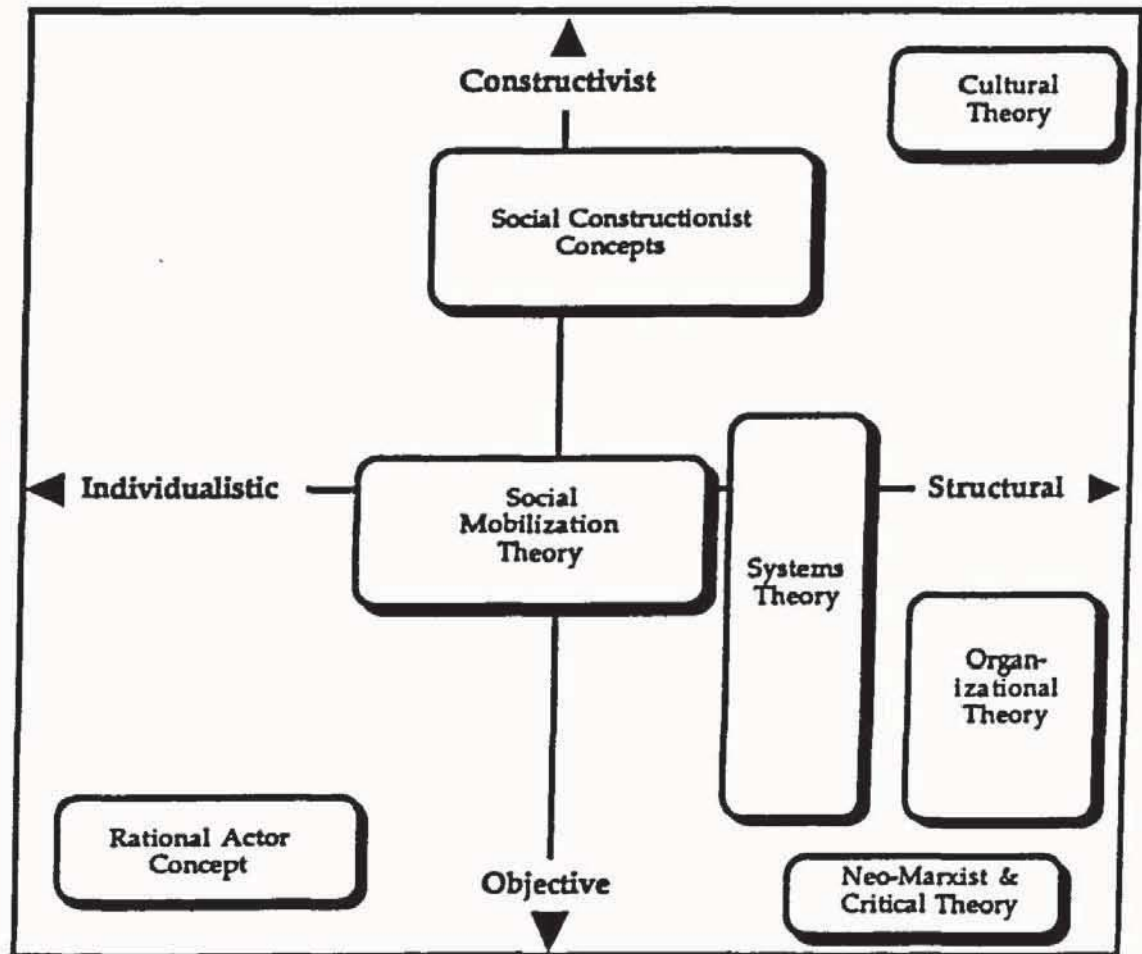 Constructivist
Cultural
Theory
Social Constructionist
Concepts
Individualistic
Social
Mobilization
Theory
Structural
Systems
Theory
Organ-
izational
Theory
Rational Actor
Concept
Objective
Neo-Marxist &
Critical Theory